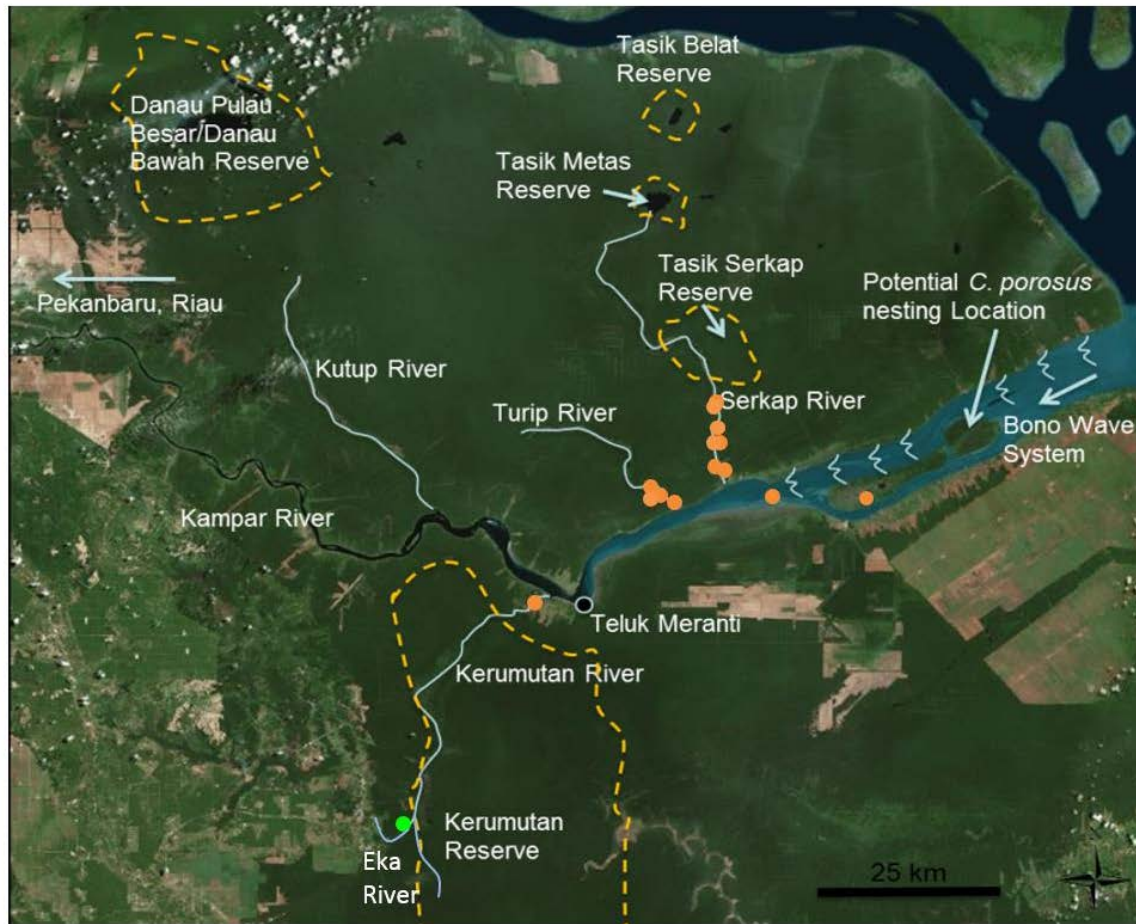 Tasik Belat
Reserve
Danau Pulau
Besar/Danau
Bawah Reserve
Tasik Metas
Reserve
Tasik Serkap
Reserve
Potential C. porosus
nesting Location
Pekanbaru, Riau
Kutup River
Turip River
Serkap River
Bono Wave
System
Kampar River
Teluk Meranti
Kerumutan River
Kerumutan
Reserve
Eka
River
25 km